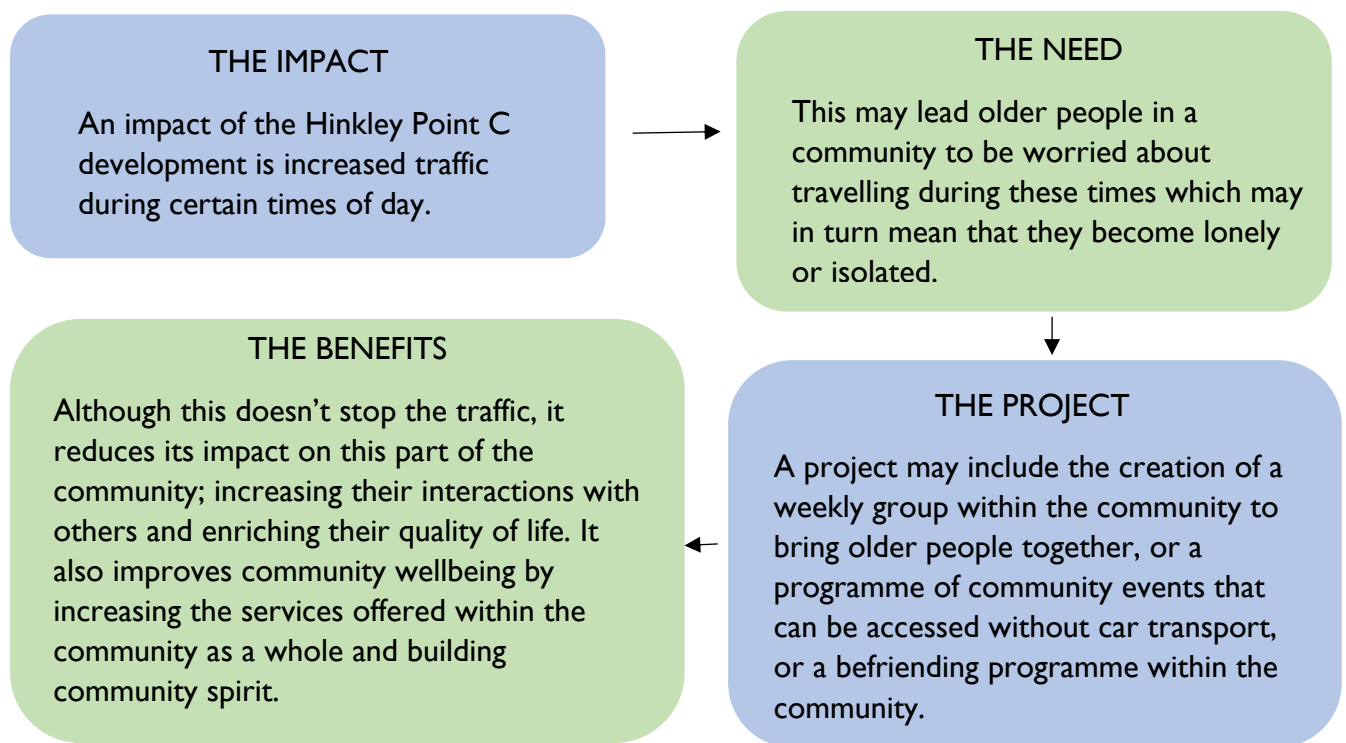 THE IMPACT
An impact of the Hinkley Point C
development is increased traffic
during certain times of day.
THE NEED
This may lead older people in a
community to be worried about
travelling during these times which may
in turn mean that they become lonely
or isolated.
THE PROJECT
A project may include the creation of a
weekly group within the community to
bring older people together, or a
programme of community events that
can be accessed without car transport,
or a befriending programme within the
community.
THE BENEFITS
Although this doesn’t stop the traffic, it
reduces its impact on this part of the
community; increasing their interactions with
others and enriching their quality of life. It
also improves community wellbeing by
increasing the services offered within the
community as a whole and building
community spirit.